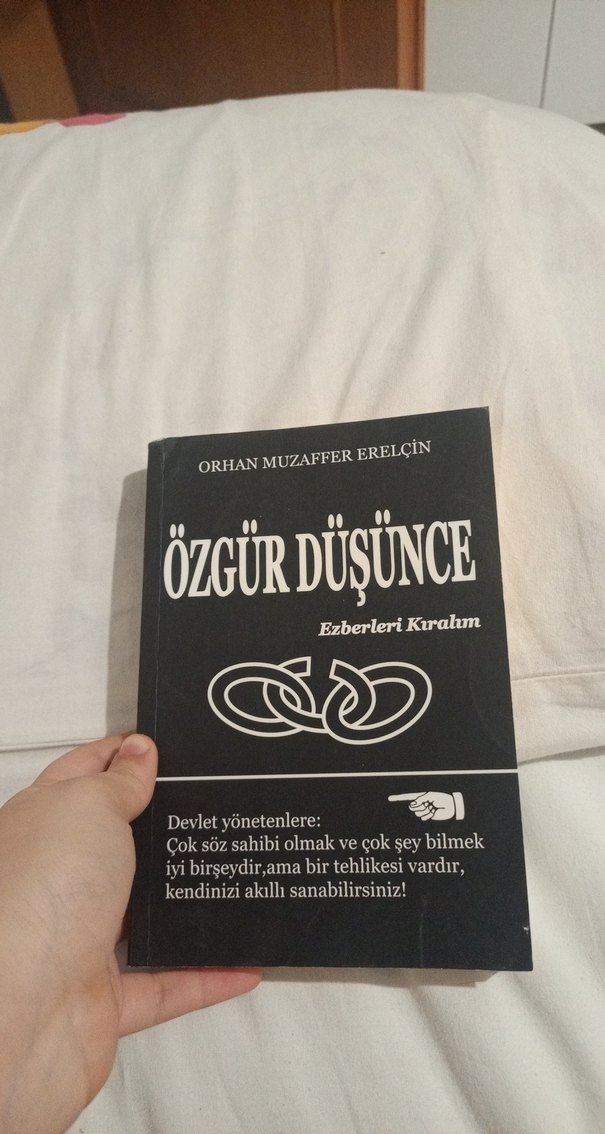 ORHAN MUZAFFER ERELÇİN
ÖZGÜR DÜŞÜNCE
Ezberleri Kıralım
Devlet yönetenlere:
Çok söz sahibi olmak ve çok şey bilmek
iyi birşeydir,ama bir tehlikesi vardır,
kendinizi akıllı sanabilirsiniz!